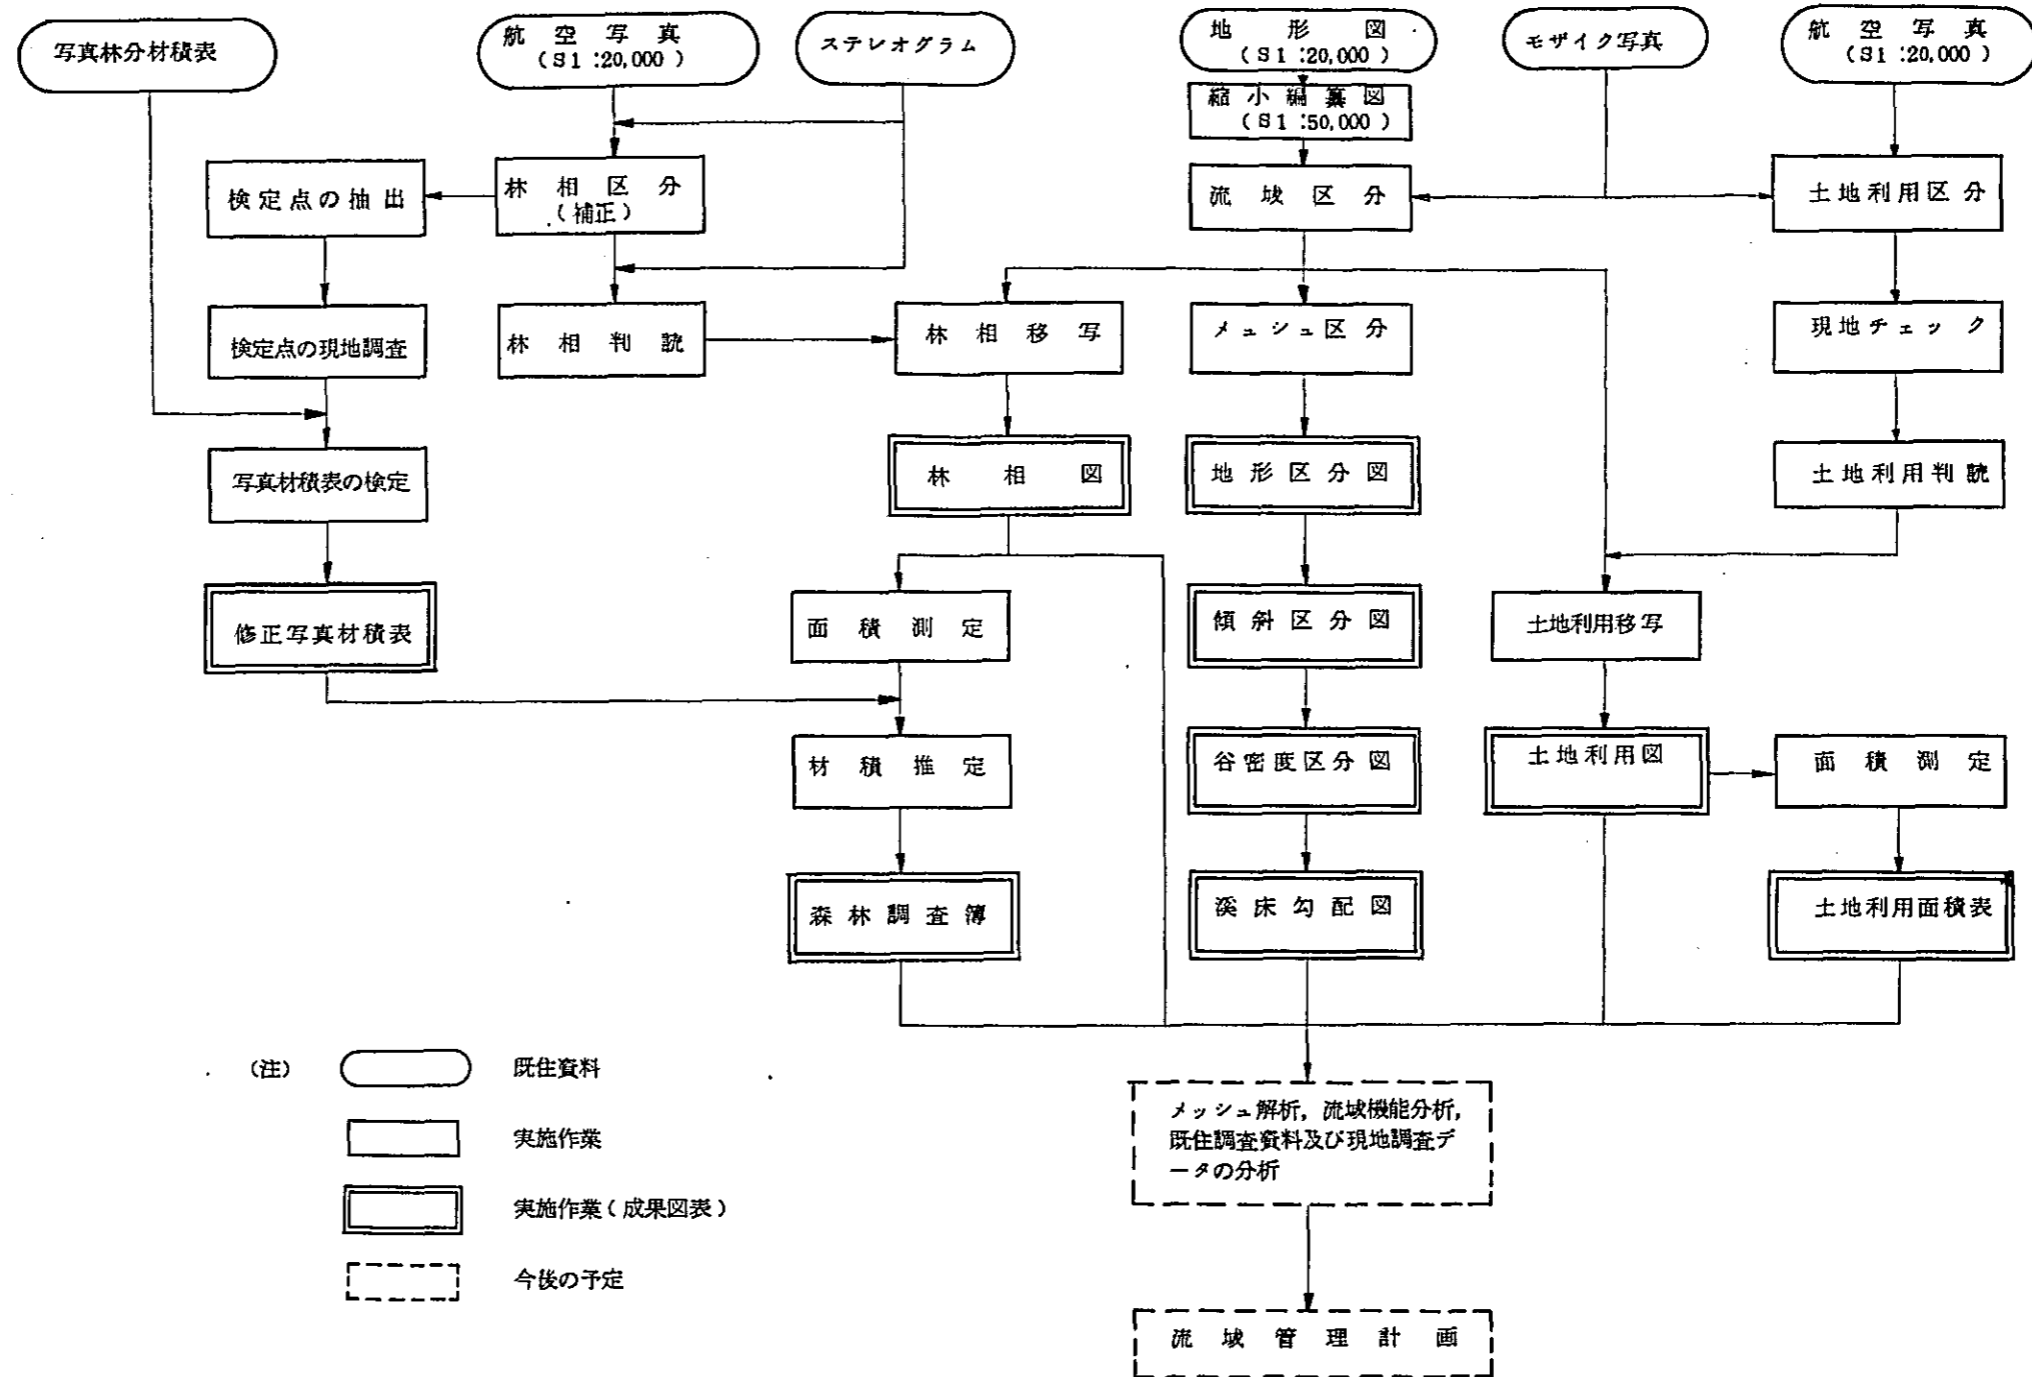 写真林分材積表
航空写真
(S1:20,000)
ステレオグラム
地形図
(S1:20,000)
モザイク写真
航空写真
(S1:20,000)
縮小編纂図
(S1:50,000)
検定点の抽出
林相区分
(補正)
流域区分
土地利用区分
検定点の現地調査
林相判読
林相移写
メュシュ区分
現地チェック
写真材積表の検定
林相図
地形区分図
土地利用判読
修正写真材積表
面積測定
傾斜区分図
土地利用移写
材積推定
谷密度区分図
土地利用図
面積測定
森林調査簿
渓床勾配図
土地利用面積表
(注)
既住資料
実施作業
実施作業(成果図表)
今後の予定
メッシュ解析,流域機能分析,
既住調査資料及び現地調査デ
ータの分析
流域管理計画